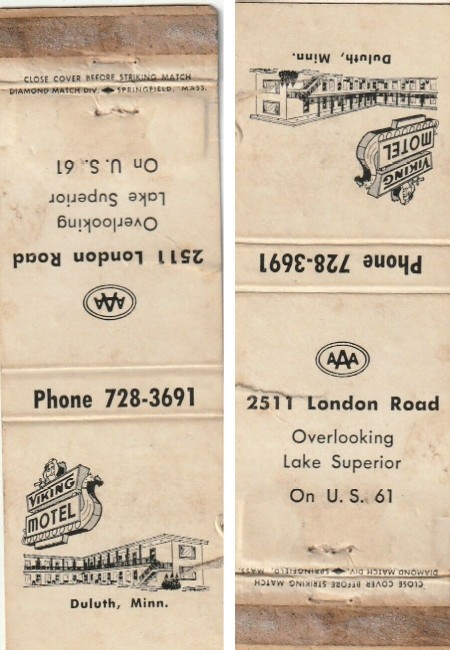 CLOSE COVER BEFORE STRIKING MATCH
DIAMOND MATCH DIV. SPRINGFIELD, MASS.
On U.S. 61
Lake Superior
Overlooking
2511 London Road
AAA
Phone 728-3691
VIKING
MOTEL
Duluth, Minn.
Duluth, Minn.
VIKING
MOTEL
Phone 728-3691
AAA
2511 London Road
Overlooking
Lake Superior
On U. S. 61
DIAMOND MATCH DIV. SPRINGFIELD, MASS.
CLOSE COVER BEFORE STRIKING MATCH